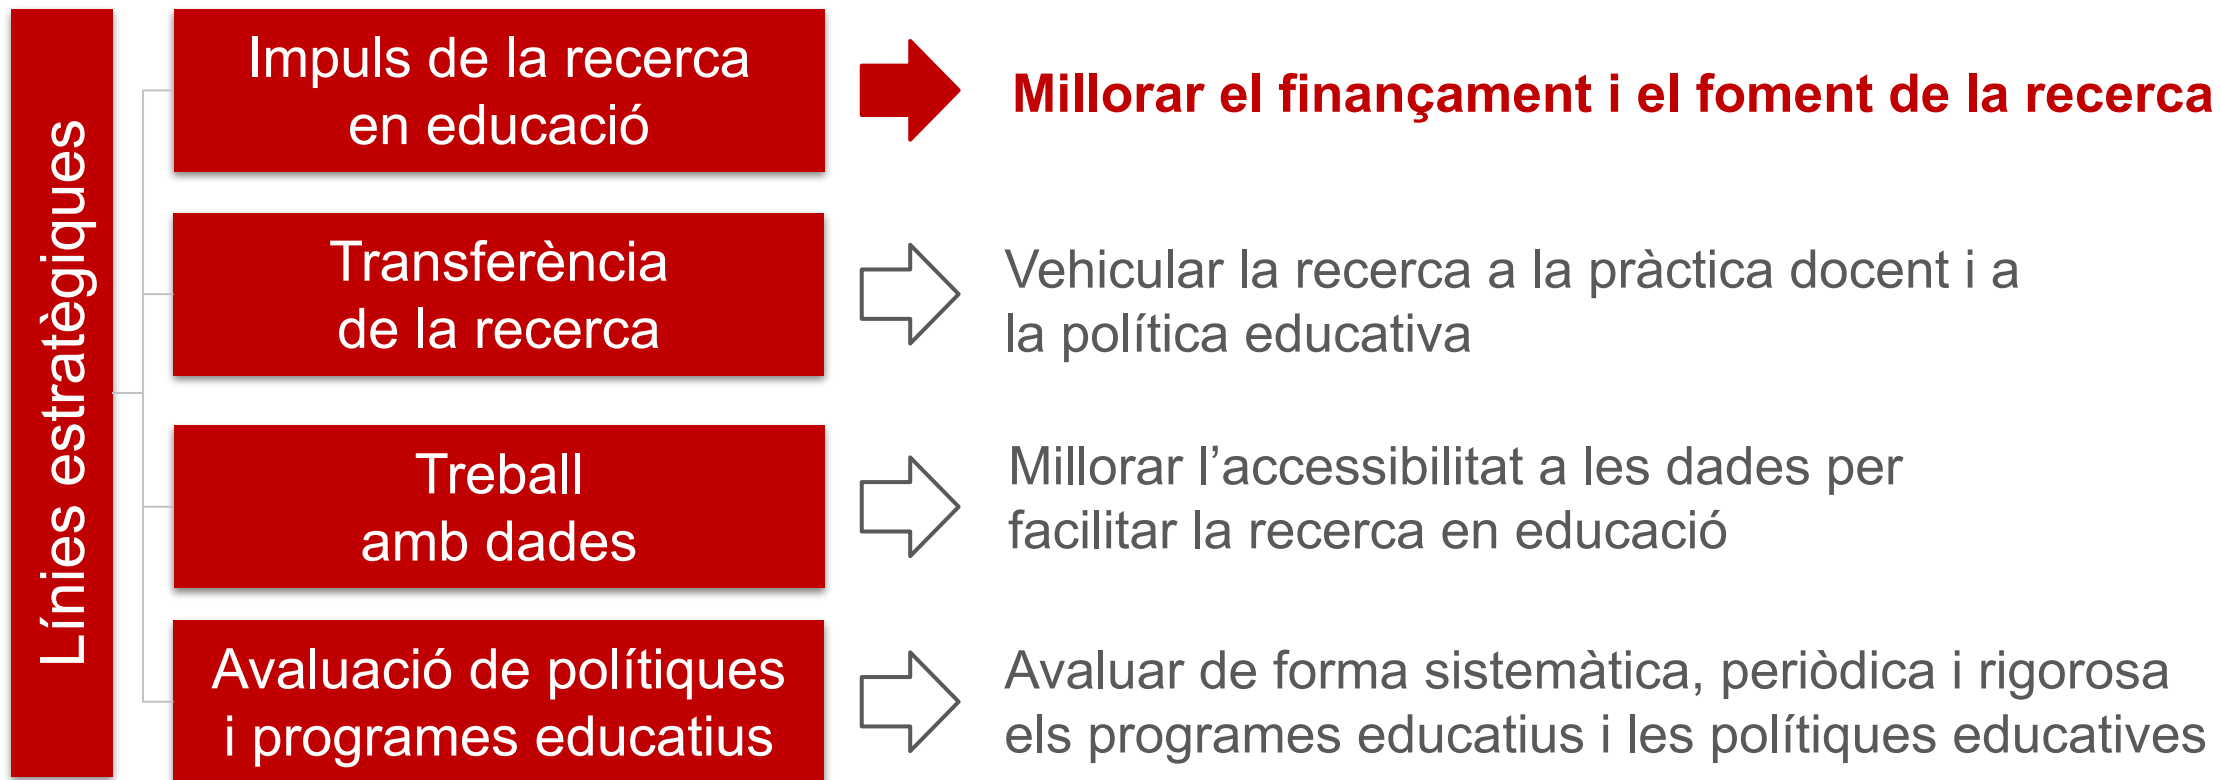 Línies estratègiques
Impuls de la recerca
en educació
Millorar el finançament i el foment de la recerca
Transferència
de la recerca
Vehicular la recerca a la pràctica docent i a
la política educativa
Treball
amb dades
Millorar l’accessibilitat a les dades per
facilitar la recerca en educació
Avaluació de polítiques
i programes educatius
Avaluar de forma sistemàtica, periòdica i rigorosa
els programes educatius i les polítiques educatives